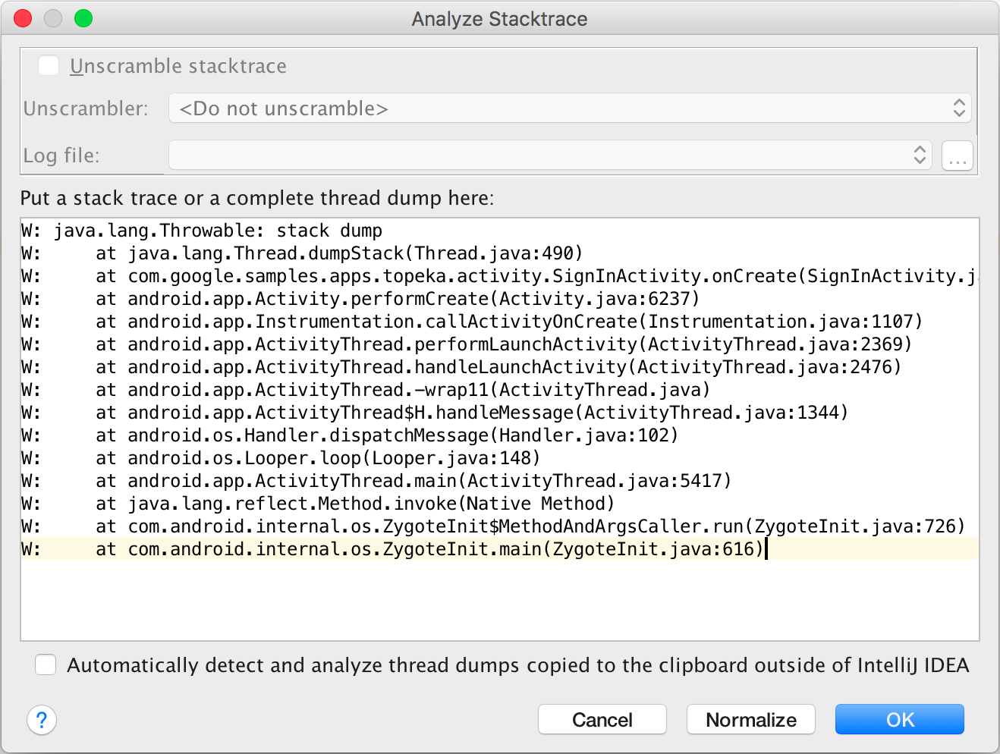 Analyze Stacktrace
Unscramble stacktrace
Unscrambler: <Do not unscramble>
Log file: ...
Put a stack trace or a complete thread dump here:
W: java.lang.Throwable: stack dump
W:     at java.lang.Thread.dumpStack(Thread.java:490)
W:     at com.google.samples.apps.topeka.activity.SignInActivity.onCreate(SignInActivity.j
W:     at android.app.Activity.performCreate(Activity.java:6237)
W:     at android.app.Instrumentation.callActivityOnCreate(Instrumentation.java:1107)
W:     at android.app.ActivityThread.performLaunchActivity(ActivityThread.java:2369)
W:     at android.app.ActivityThread.handleLaunchActivity(ActivityThread.java:2476)
W:     at android.app.ActivityThread.-wrap11(ActivityThread.java)
W:     at android.app.ActivityThread$H.handleMessage(ActivityThread.java:1344)
W:     at android.os.Handler.dispatchMessage(Handler.java:102)
W:     at android.os.Looper.loop(Looper.java:148)
W:     at android.app.ActivityThread.main(ActivityThread.java:5417)
W:     at java.lang.reflect.Method.invoke(Native Method)
W:     at com.android.internal.os.ZygoteInit$MethodAndArgsCaller.run(ZygoteInit.java:726)
W:     at com.android.internal.os.ZygoteInit.main(ZygoteInit.java:616)
Automatically detect and analyze thread dumps copied to the clipboard outside of IntelliJ IDEA
? Cancel Normalize OK